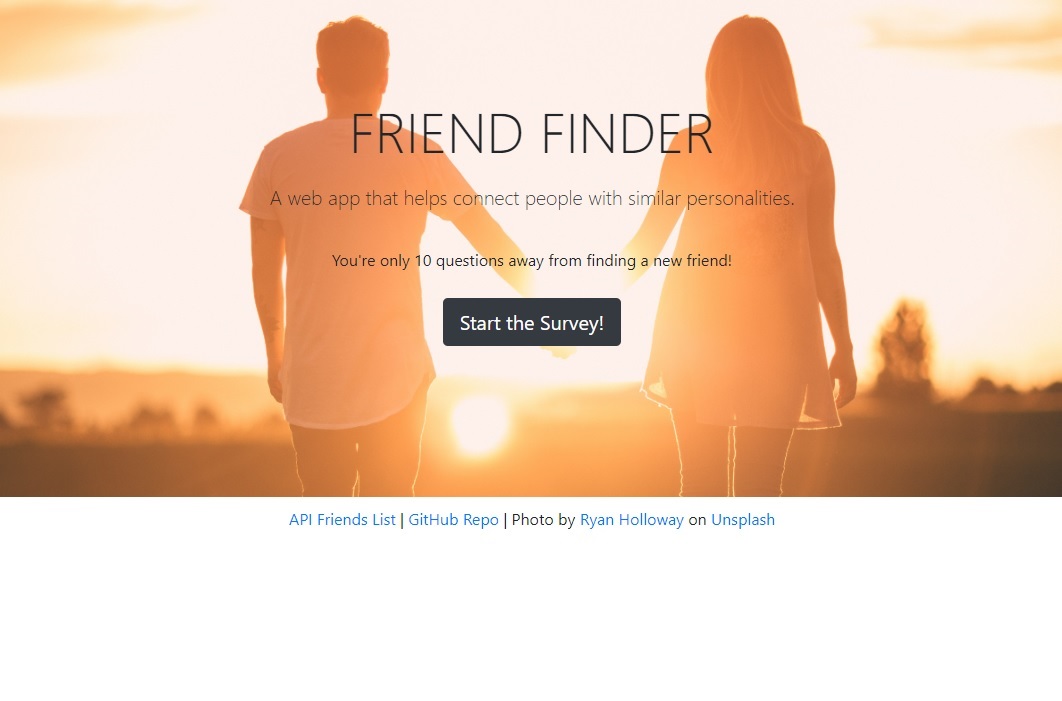 FRIEND FINDER
A web app that helps connect people with similar personalities.
You're only 10 questions away from finding a new friend!
Start the Survey!
API Friends List | GitHub Repo | Photo by Ryan Holloway on Unsplash